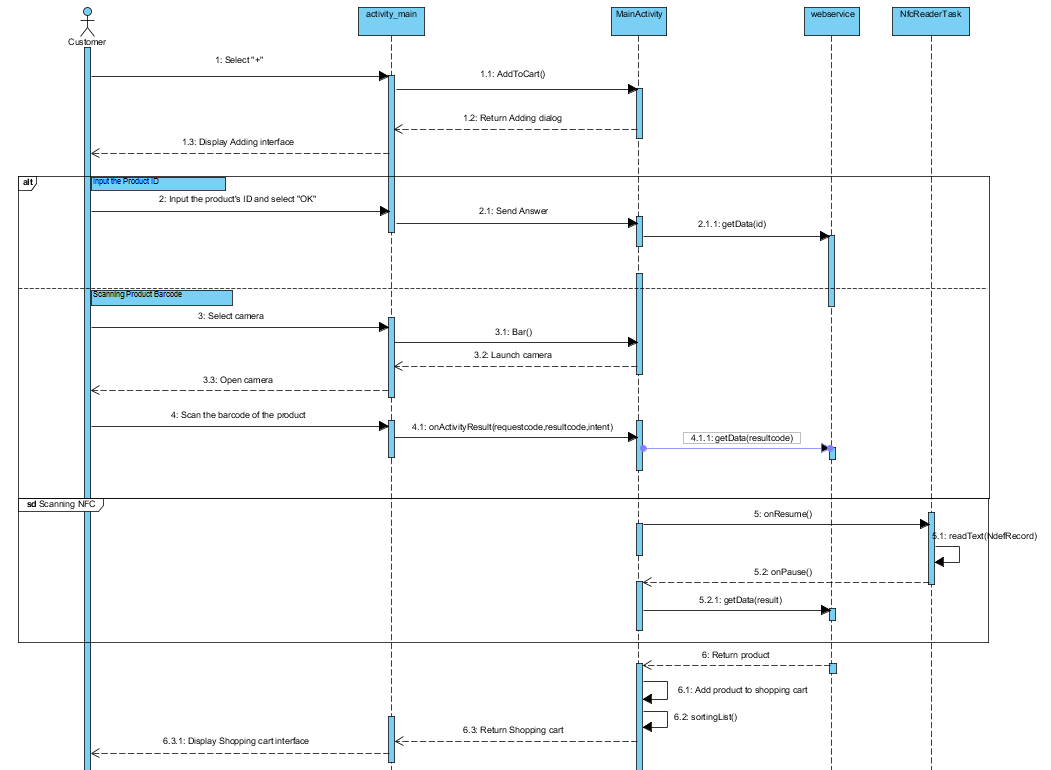 activity_main
MainActivity
webservice
NfcReaderTask
Customer
1: Select "+"
1.1: AddToCart()
1.2: Return Adding dialog
1.3: Display Adding interface
alt
Input the Product ID
2: Input the product's ID and select "OK"
2.1: Send Answer
2.1.1: getData(id)
Scanning Product Barcode
3: Select camera
3.1: Bar()
3.2: Launch camera
3.3: Open camera
4: Scan the barcode of the product
4.1: onActivityResult(requestcode,resultcode,intent)
4.1.1: getData(resultcode)
sd Scanning NFC
5: onResume()
5.1: readText(NdefRecord)
5.2: onPause()
5.2.1: getData(result)
6: Return product
6.1: Add product to shopping cart
6.2: sortingList()
6.3: Return Shopping cart
6.3.1: Display Shopping cart interface